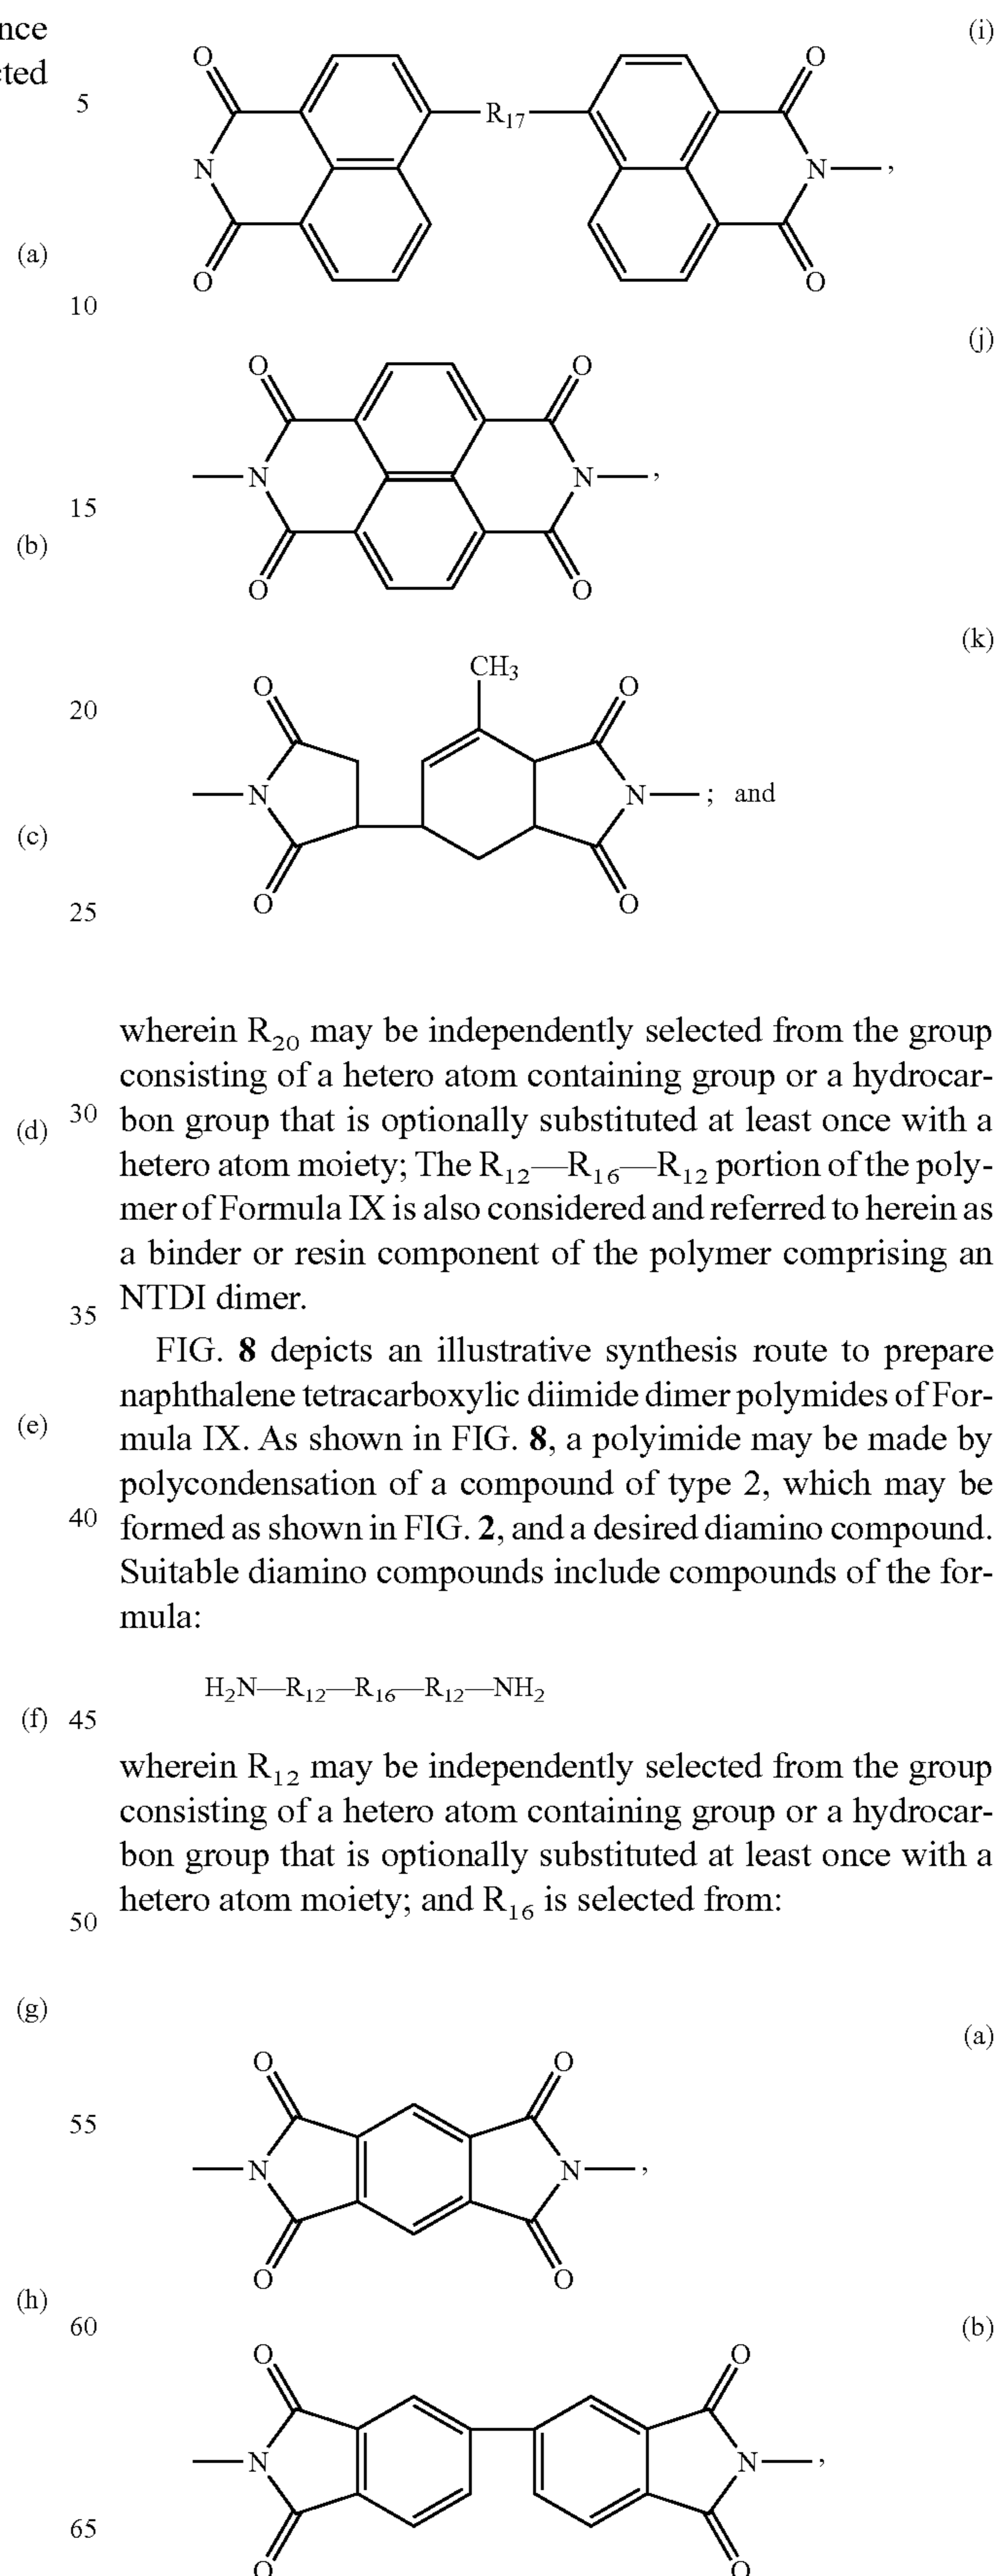 nce
cted
(i)
5
O O
R₁₇
N N—,
(a)
O O
10
(j)
O O
—N N—,
15
(b)
O O
(k)
CH₃
20
O O
—N N—; and
(c)
O O
25
wherein R₂₀ may be independently selected from the group
consisting of a hetero atom containing group or a hydrocar-
(d) 30 bon group that is optionally substituted at least once with a
hetero atom moiety; The R₁₂—R₁₆—R₁₂ portion of the poly-
mer of Formula IX is also considered and referred to herein as
a binder or resin component of the polymer comprising an
35 NTDI dimer.
FIG. 8 depicts an illustrative synthesis route to prepare
naphthalene tetracarboxylic diimide dimer polymides of For-
(e) mula IX. As shown in FIG. 8, a polyimide may be made by
polycondensation of a compound of type 2, which may be
40 formed as shown in FIG. 2, and a desired diamino compound.
Suitable diamino compounds include compounds of the for-
mula:
H₂N—R₁₂—R₁₆—R₁₂—NH₂
(f) 45
wherein R₁₂ may be independently selected from the group
consisting of a hetero atom containing group or a hydrocar-
bon group that is optionally substituted at least once with a
hetero atom moiety; and R₁₆ is selected from:
50
(g)
(a)
O O
55
—N N—,
O O
(h)
60
(b)
O O
—N N—,
65
O O